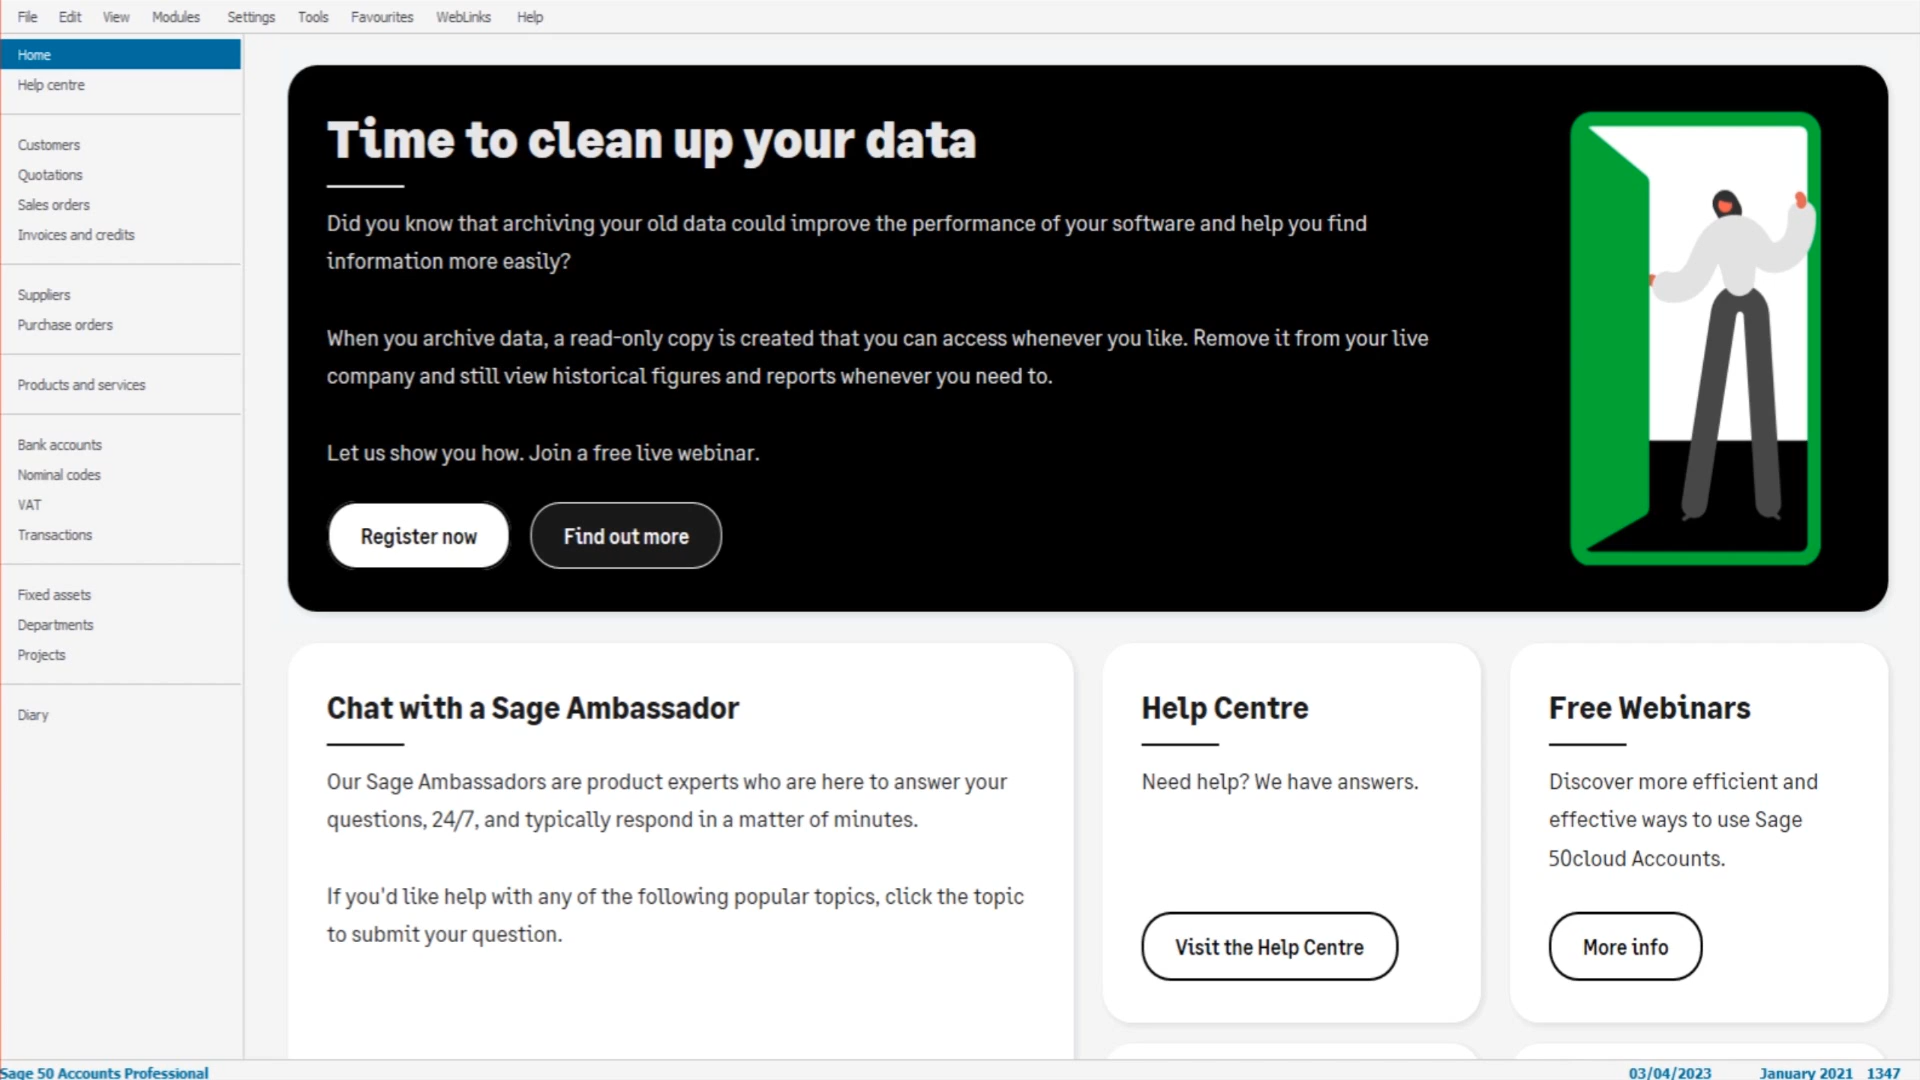 File Edit View Modules Settings Tools Favourites WebLinks Help
Home
Help centre
Customers
Quotations
Sales orders
Invoices and credits
Suppliers
Purchase orders
Products and services
Bank accounts
Nominal codes
VAT
Transactions
Fixed assets
Departments
Projects
Diary
Time to clean up your data
Did you know that archiving your old data could improve the performance of your software and help you find
information more easily?
When you archive data, a read-only copy is created that you can access whenever you like. Remove it from your live
company and still view historical figures and reports whenever you need to.
Let us show you how. Join a free live webinar.
Register now Find out more
Chat with a Sage Ambassador
Our Sage Ambassadors are product experts who are here to answer your
questions, 24/7, and typically respond in a matter of minutes.
If you'd like help with any of the following popular topics, click the topic
to submit your question.
Help Centre
Need help? We have answers.
Visit the Help Centre
Free Webinars
Discover more efficient and
effective ways to use Sage
50cloud Accounts.
More info
Sage 50 Accounts Professional 03/04/2023 January 2021 1347